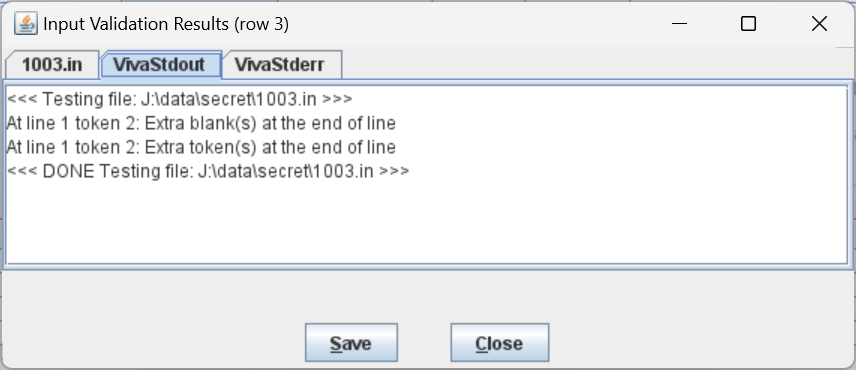 Input Validation Results (row 3)
1003.in VivaStdout VivaStderr
<<< Testing file: J:\data\secret\1003.in >>>
At line 1 token 2: Extra blank(s) at the end of line
At line 1 token 2: Extra token(s) at the end of line
<<< DONE Testing file: J:\data\secret\1003.in >>>
Save Close